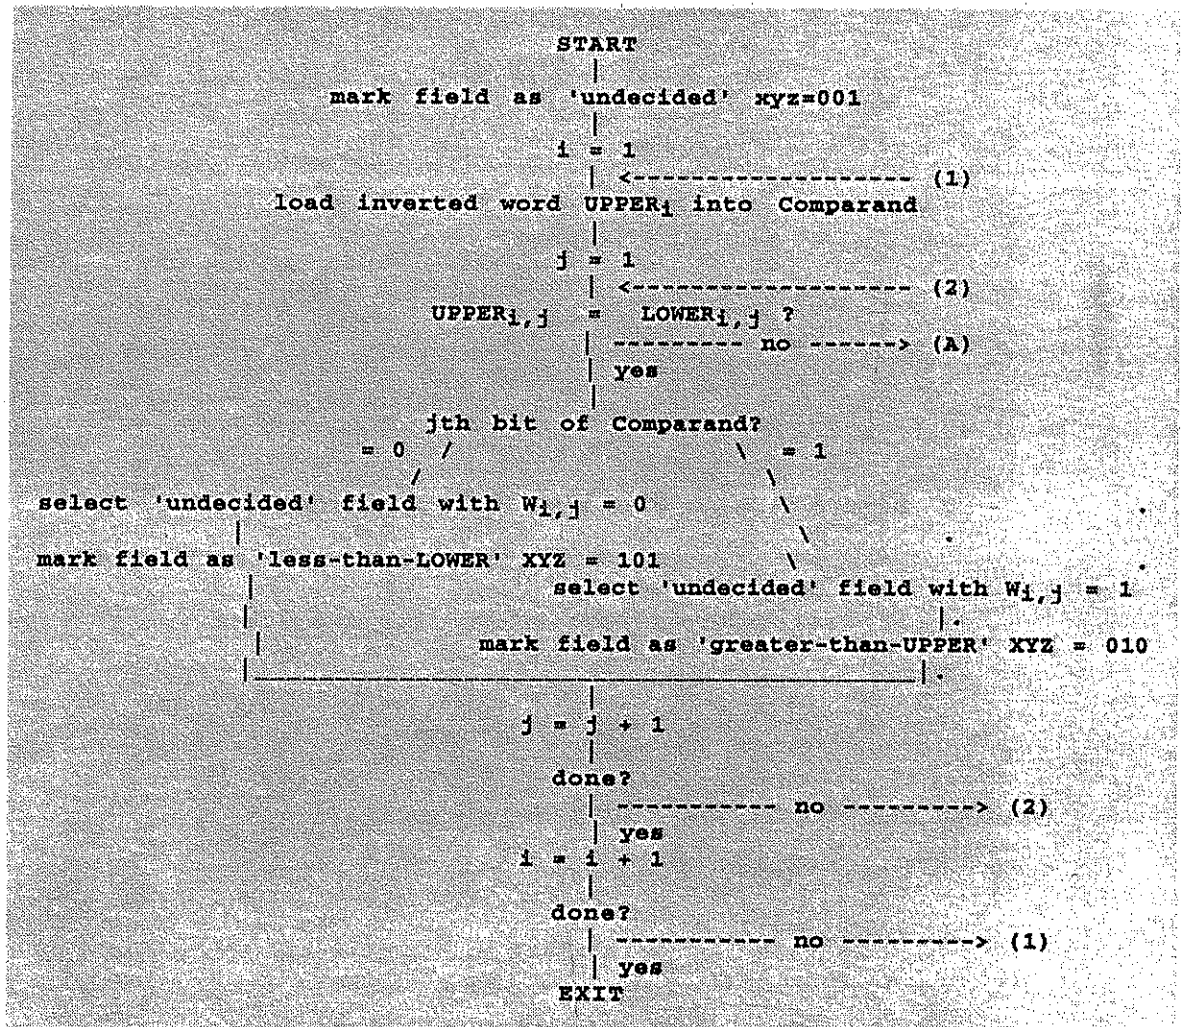 START
mark field as 'undecided' xyz=001
i = 1
<------------------- (1)
load inverted word UPPERi into Comparand
j = 1
<------------------- (2)
UPPERi,j = LOWERi,j ?
--------- no ------> (A)
yes
jth bit of Comparand?
= 0 / \ = 1
select 'undecided' field with Wi,j = 0
mark field as 'less-than-LOWER' XYZ = 101
select 'undecided' field with Wi,j = 1
mark field as 'greater-than-UPPER' XYZ = 010
j = j + 1
done?
----------- no ---------> (2)
yes
i = i + 1
done?
----------- no ---------> (1)
yes
EXIT